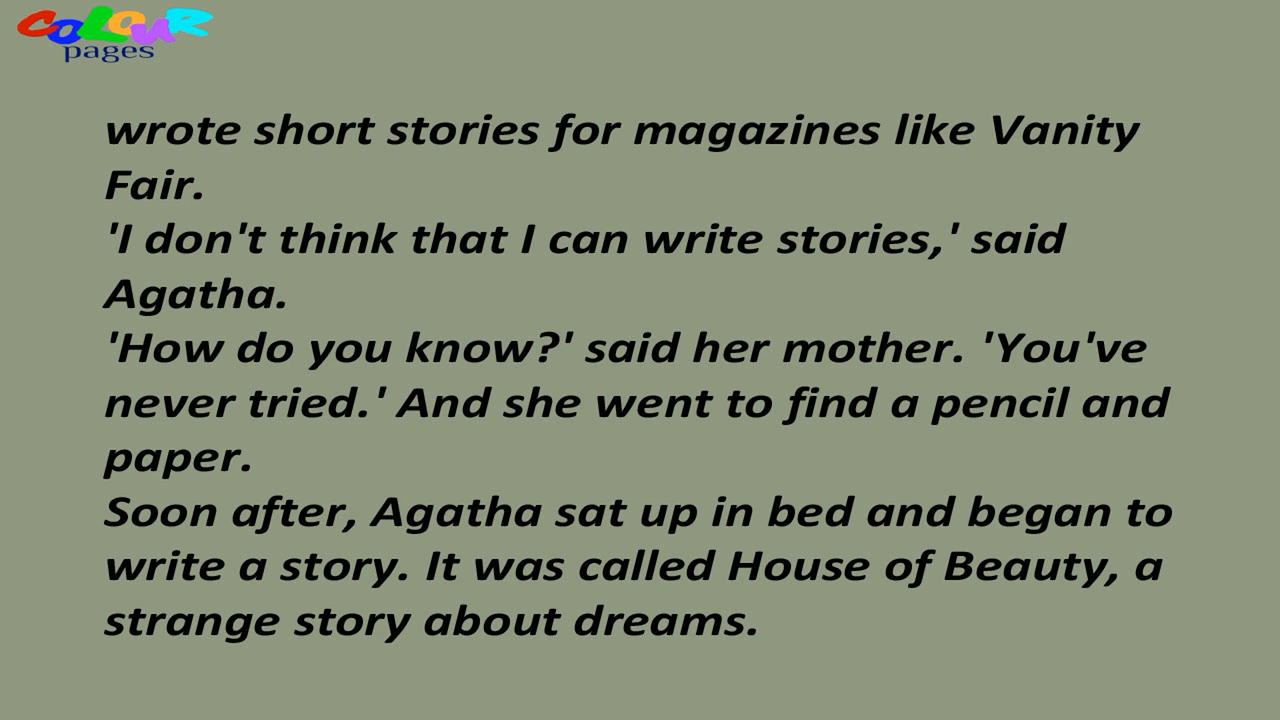 COLOUR
pages
wrote short stories for magazines like Vanity
Fair.
'I don't think that I can write stories,' said
Agatha.
'How do you know?' said her mother. 'You've
never tried.' And she went to find a pencil and
paper.
Soon after, Agatha sat up in bed and began to
write a story. It was called House of Beauty, a
strange story about dreams.